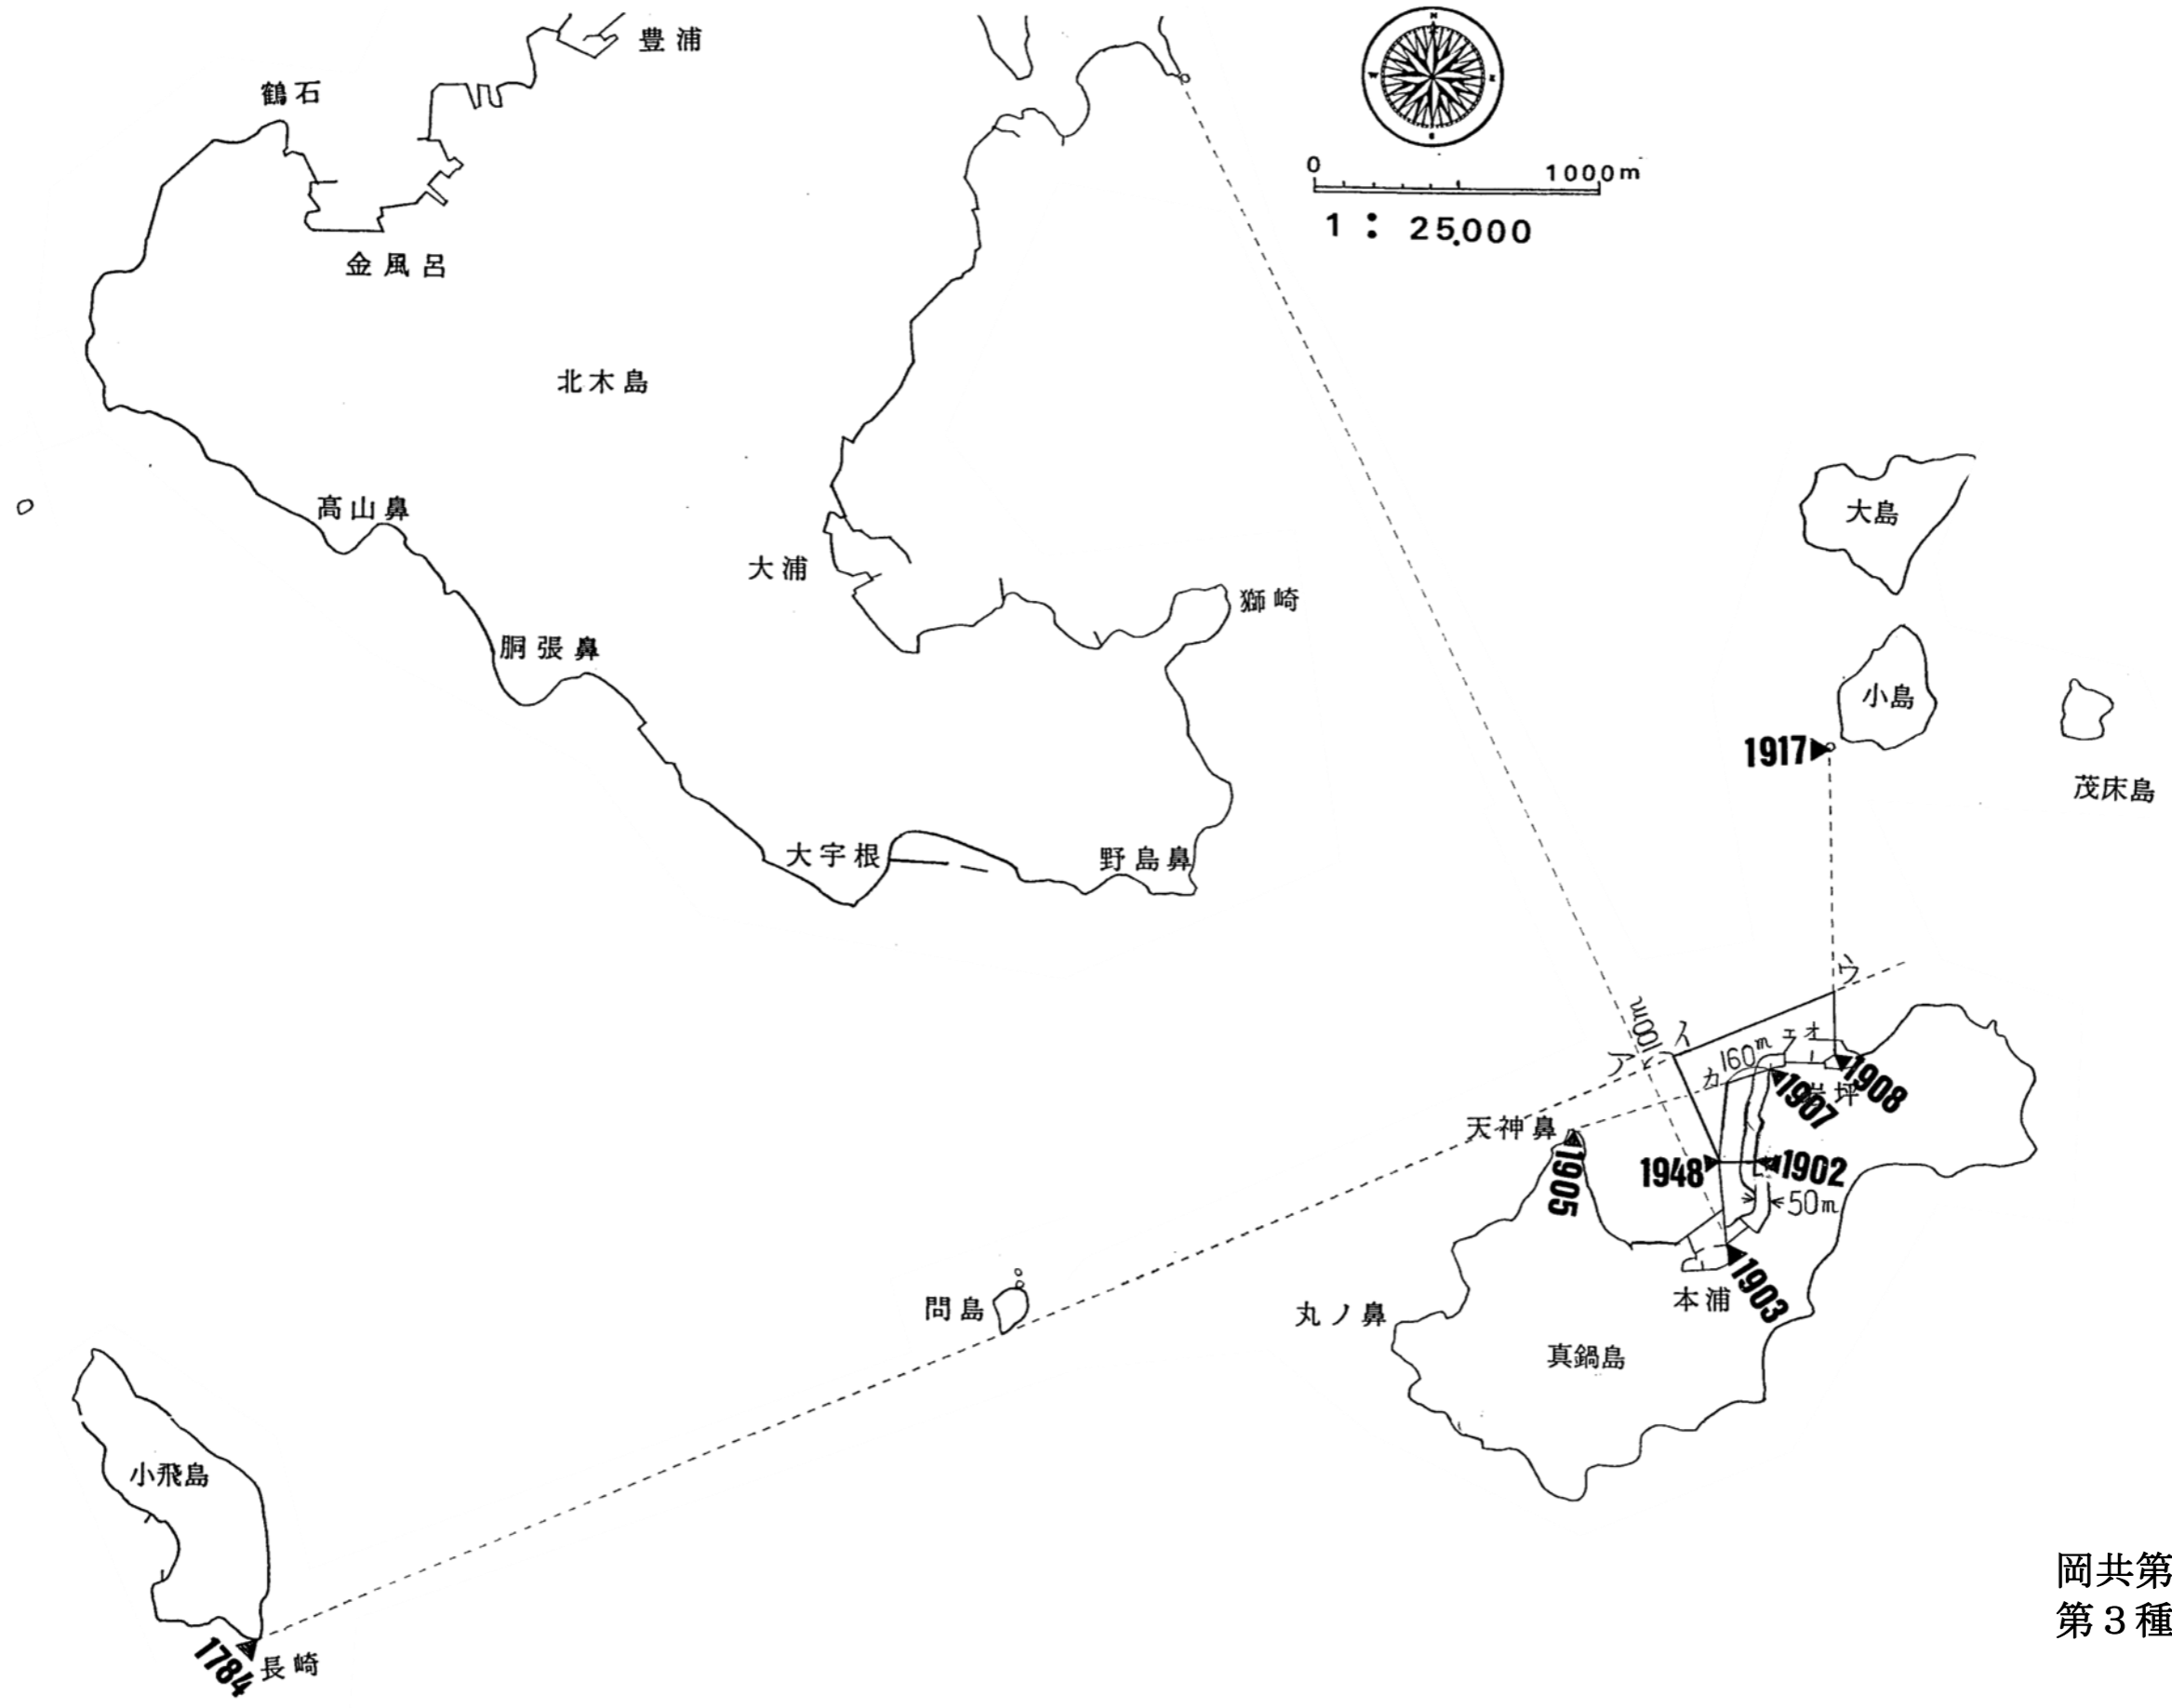 豊浦
鶴石
金風呂
0 1000m
1 : 25,000
北木島
高山鼻
大島
大浦
獅崎
胴張鼻
小島
1917
茂床島
大宇根
野島鼻
ウ
100m
イ
ア
エ
オ
160m
カ
1908
岩坪
1907
天神鼻
1905
1948
1902
50m
1903
本浦
問島
丸ノ鼻
真鍋島
小飛島
1784
長崎
岡共第
第3種